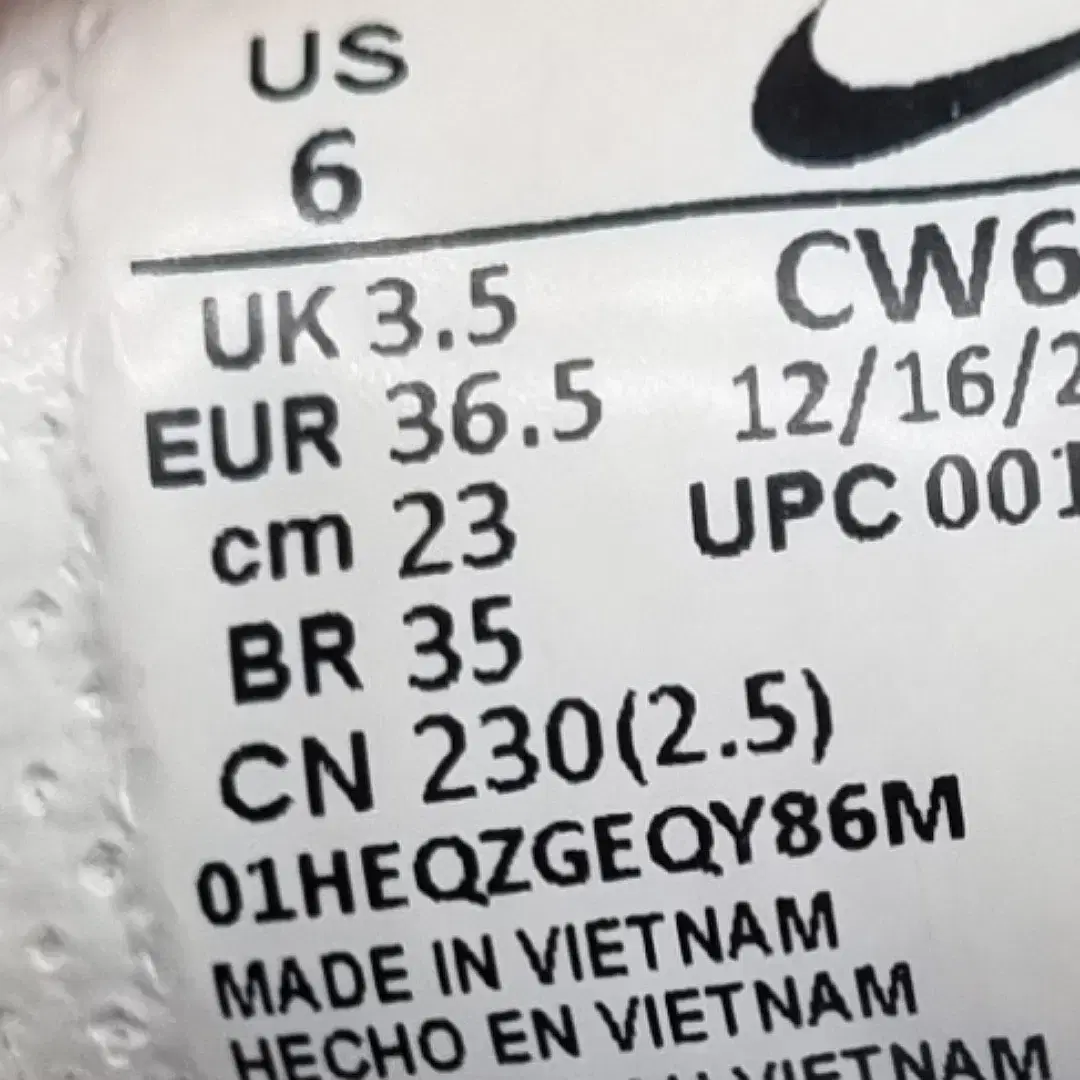 US
6
UK 3.5
EUR 36.5
cm 23
BR 35
CN 230(2.5)
CW6
12/16/2
UPC 001
01HEQZGEQY86M
MADE IN VIETNAM
HECHO EN VIETNAM
VIETNAM